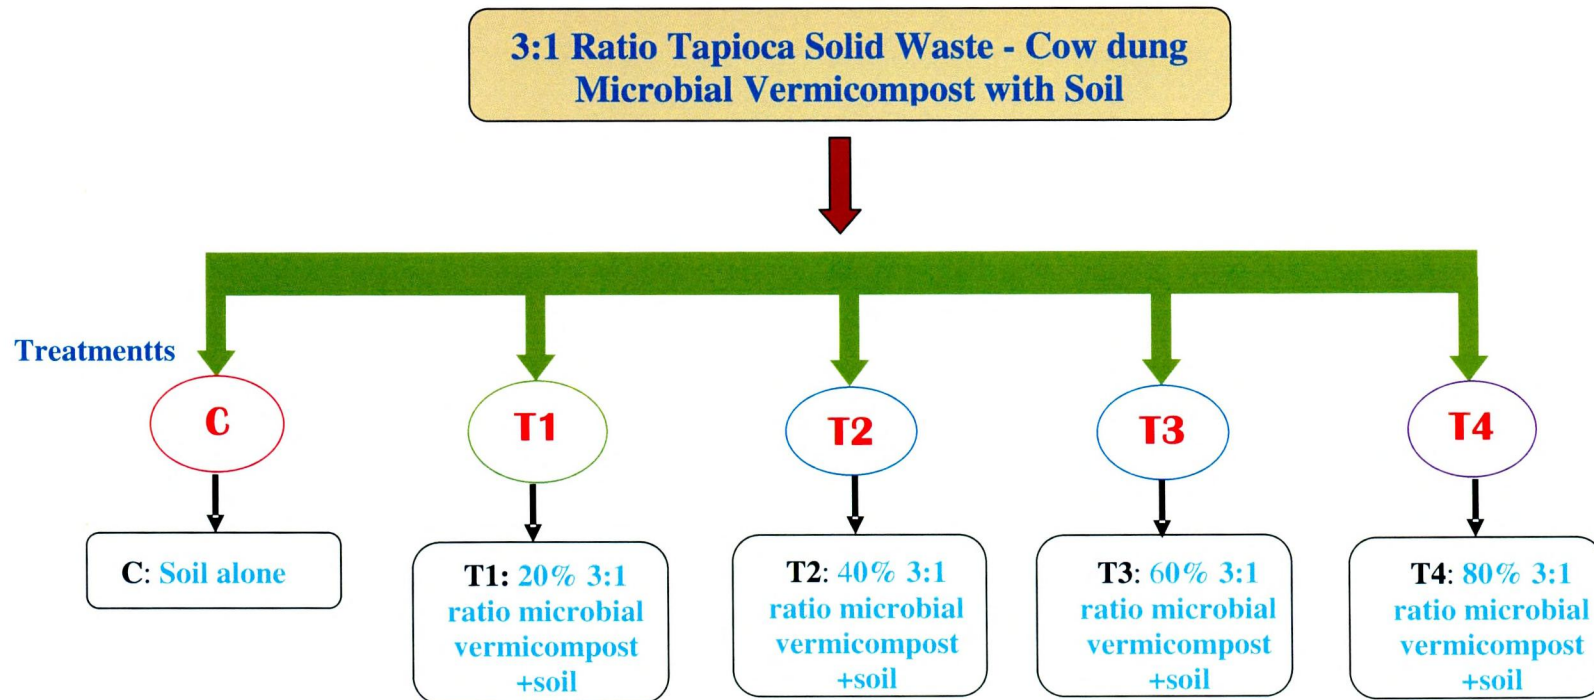 3:1 Ratio Tapioca Solid Waste - Cow dung
Microbial Vermicompost with Soil
Treatmentts
C
T1
T2
T3
T4
C: Soil alone
T1: 20% 3:1
ratio microbial
vermicompost
+soil
T2: 40% 3:1
ratio microbial
vermicompost
+soil
T3: 60% 3:1
ratio microbial
vermicompost
+soil
T4: 80% 3:1
ratio microbial
vermicompost
+soil